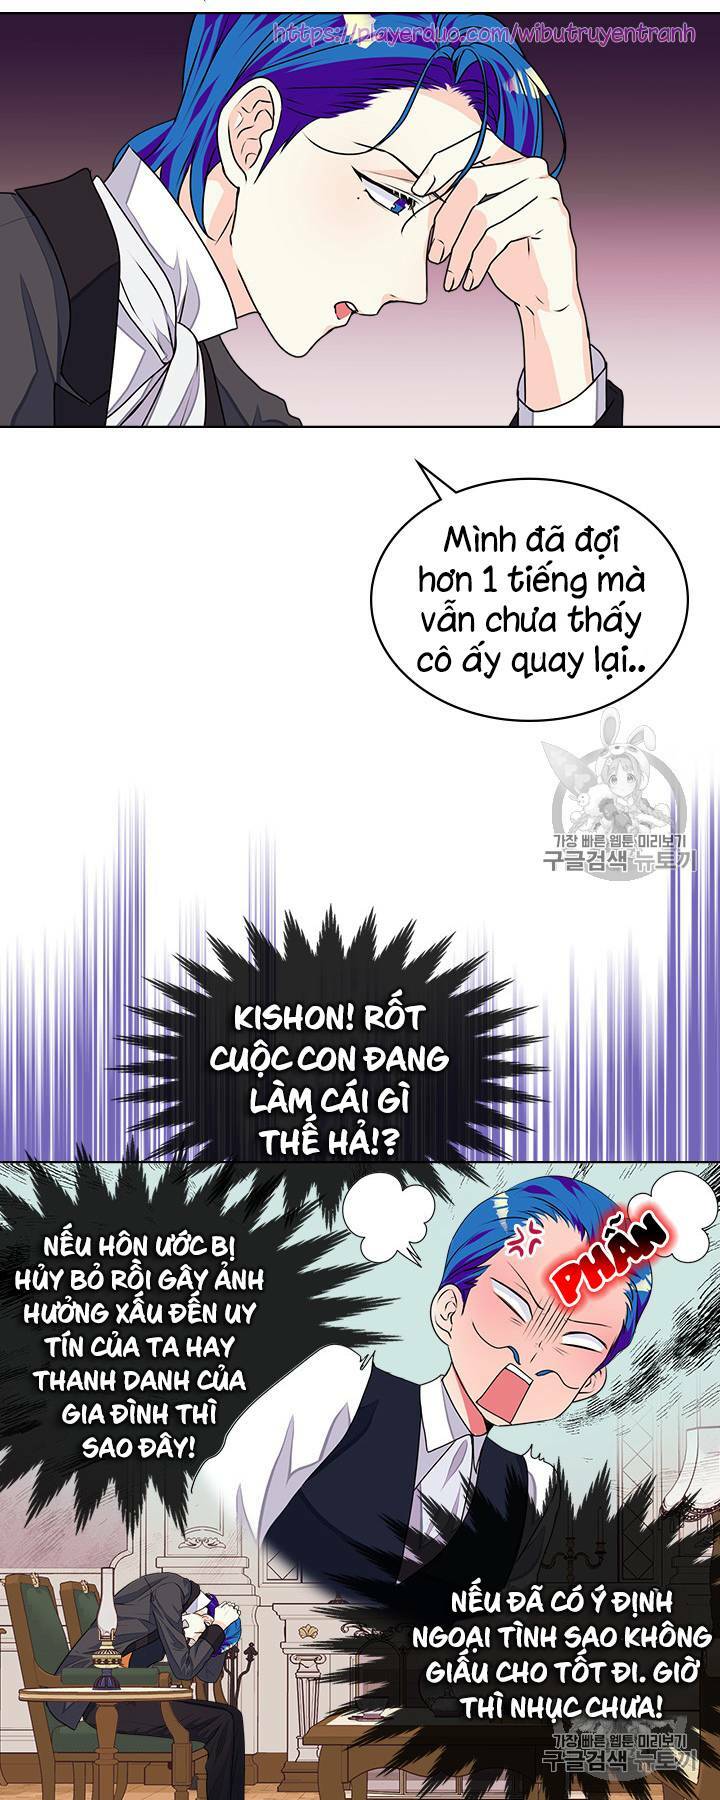 https://playerduo.com/wibutruyentranh
Mình đã đợi
hơn 1 tiếng mà
vẫn chưa thấy
cô ấy quay lại..
가장 빠른 웹툰 미리보기
구글검색 뉴토끼
KISHON! RỐT
CUỘC CON ĐANG
LÀM CÁI GÌ
THẾ HẢ!?
PHẪN
NẾU HÔN ƯỚC BỊ
HỦY BỎ RỒI GÂY ẢNH
HƯỞNG XẤU ĐẾN UY
TÍN CỦA TA HAY
THANH DANH CỦA
GIA ĐÌNH THÌ
SAO ĐÂY!
NẾU ĐÃ CÓ Ý ĐỊNH
NGOẠI TÌNH SAO KHÔNG
GIẤU CHO TỐT ĐI. GIỜ
THÌ NHỤC CHƯA!
가장 빠른 웹툰 미리보기
구글검색 뉴토끼